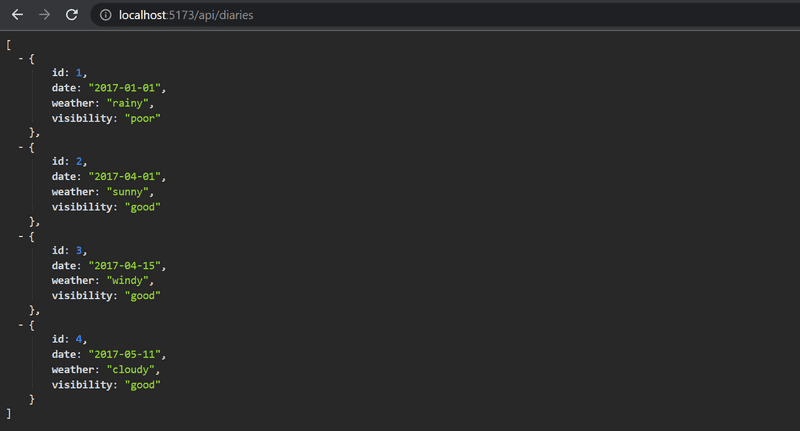 localhost:5173/api/diaries
[
- {
id: 1,
date: "2017-01-01",
weather: "rainy",
visibility: "poor"
},
- {
id: 2,
date: "2017-04-01",
weather: "sunny",
visibility: "good"
},
- {
id: 3,
date: "2017-04-15",
weather: "windy",
visibility: "good"
},
- {
id: 4,
date: "2017-05-11",
weather: "cloudy",
visibility: "good"
}
]